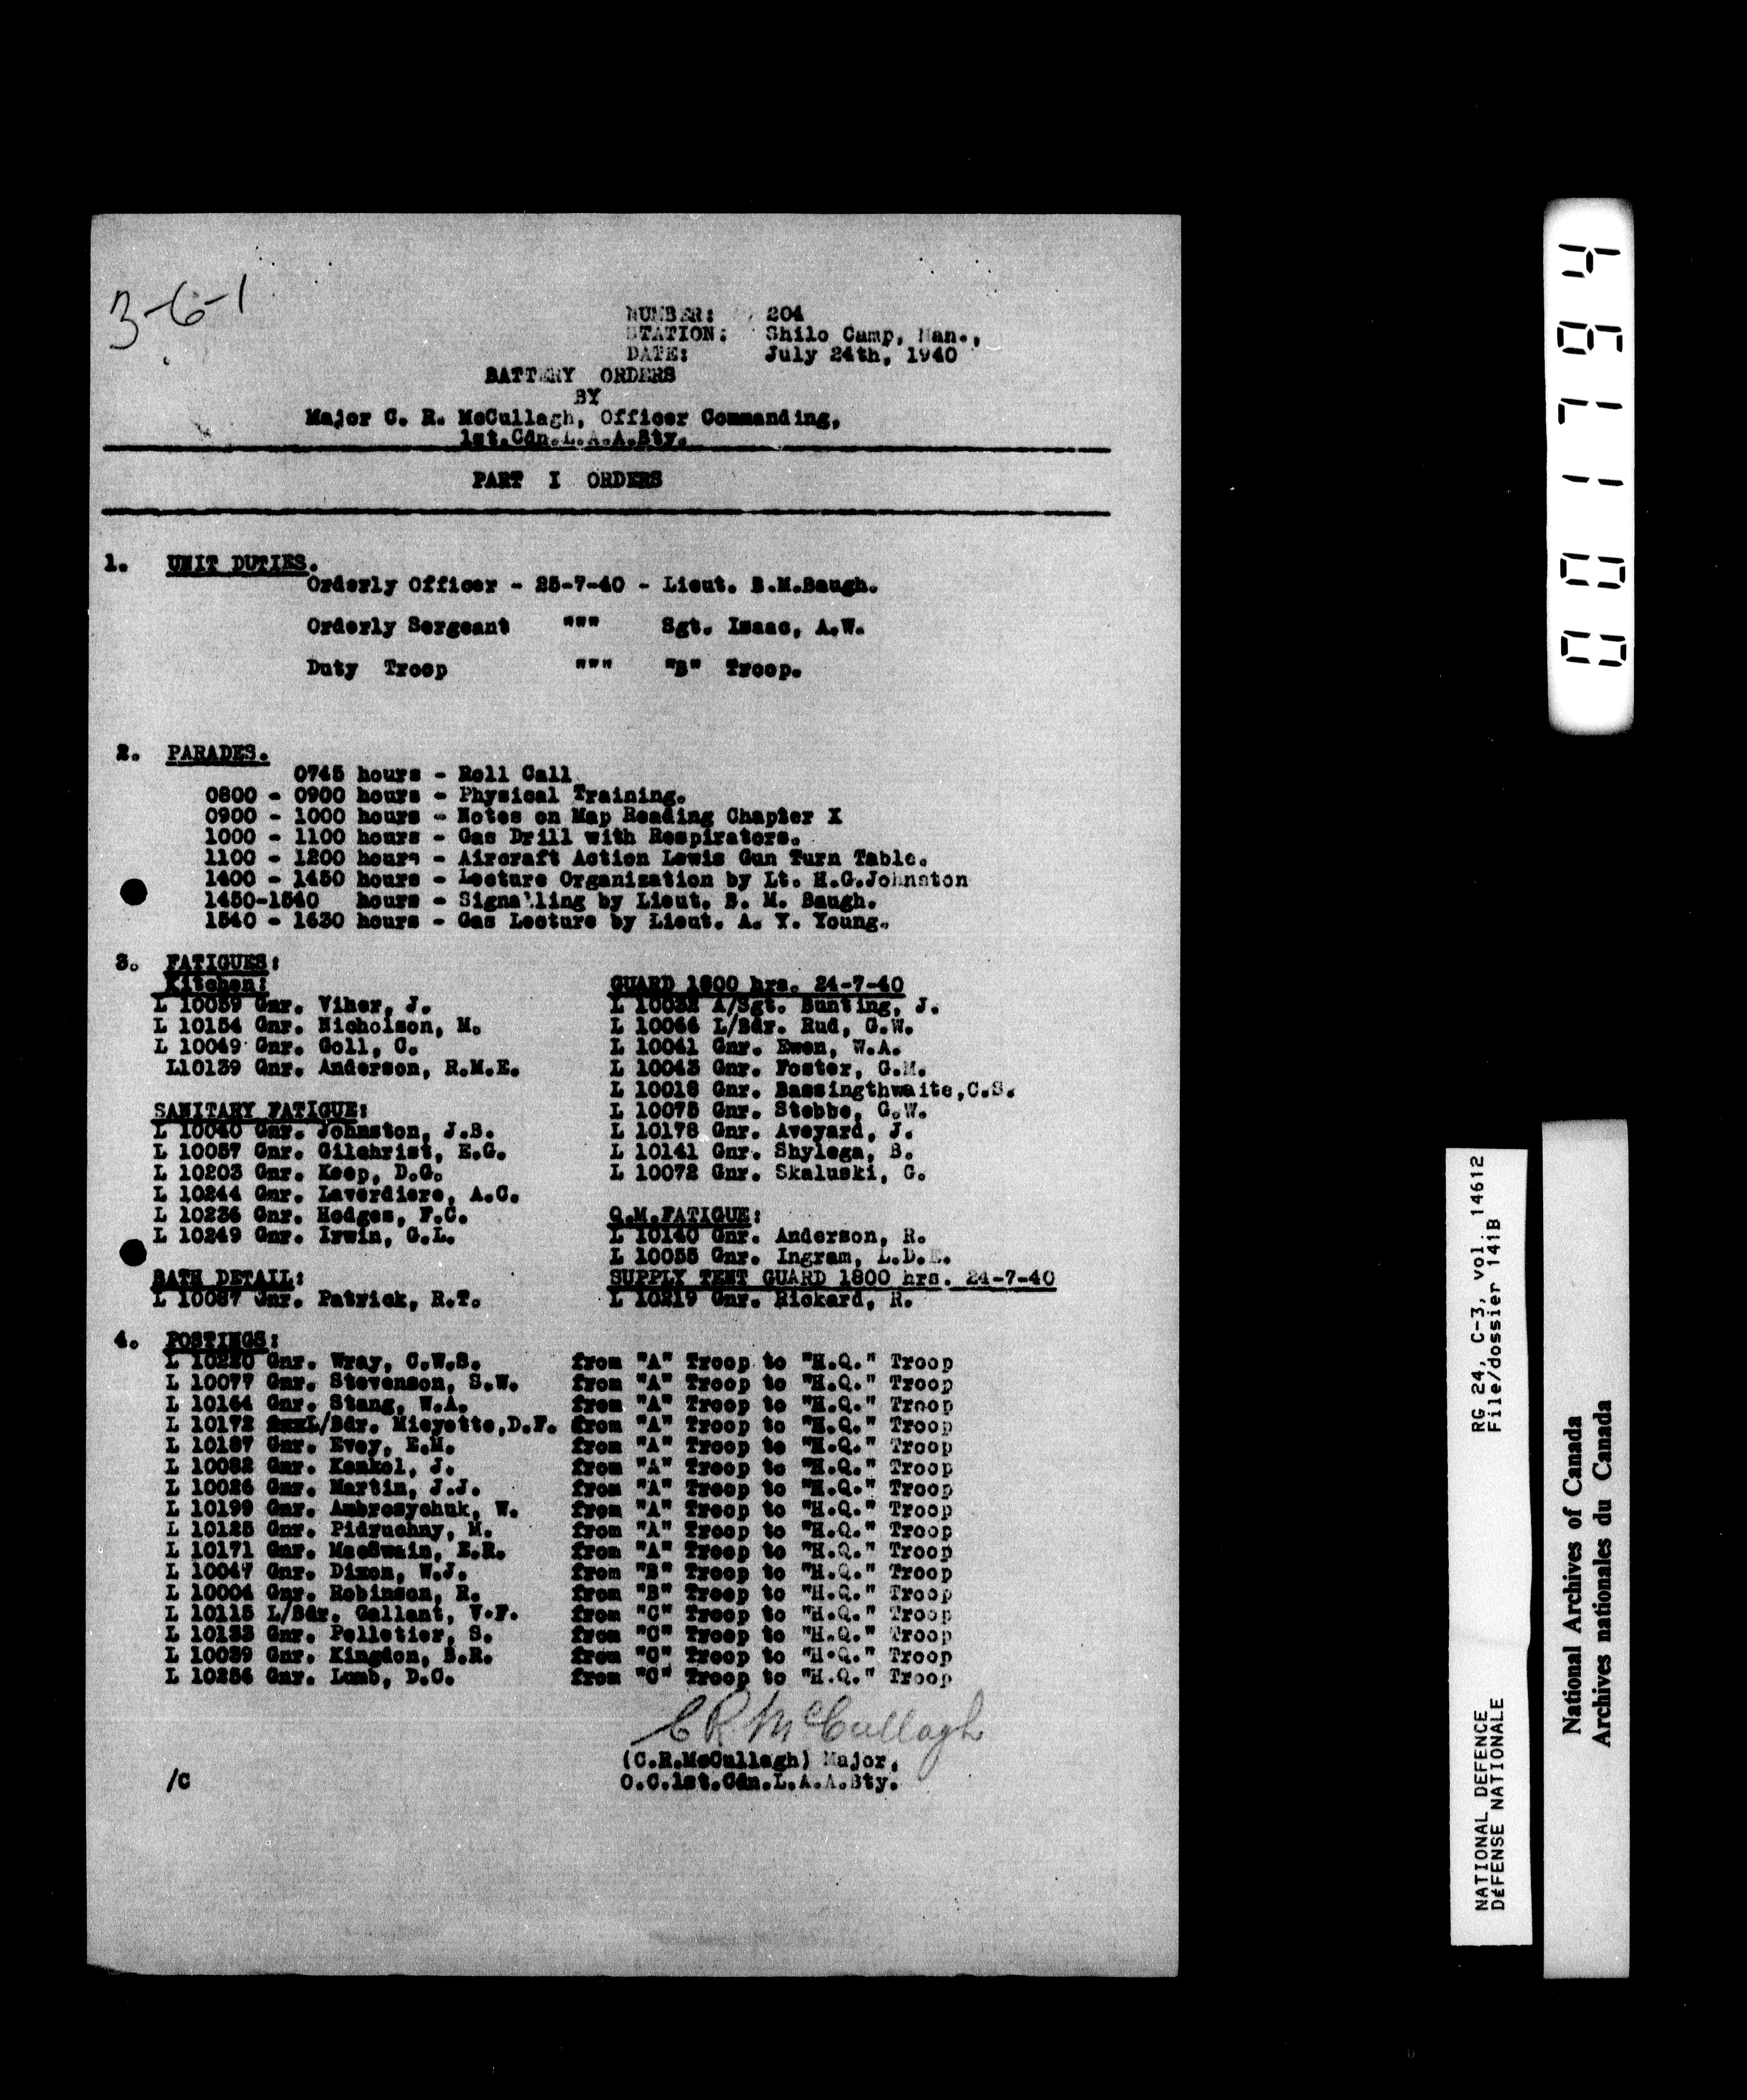 3-6-1
NUMBER: 204
STATION: Shilo Camp, Man.,
DATE: July 24th, 1940
BATTERY ORDERS
BY
Major C. R. McCullagh, Officer Commanding,
1st.Cdn.L.A.A.Bty.
PART I ORDERS
1. UNIT DUTIES.
Orderly Officer - 25-7-40 - Lieut. B.M.Baugh.
Orderly Sergeant """ Sgt. Isaac, A.W.
Duty Troop """ "B" Troop.
2. PARADES.
0745 hours - Roll Call
0800 - 0900 hours - Physical Training.
0900 - 1000 hours - Notes on Map Reading Chapter X
1000 - 1100 hours - Gas Drill with Respirators.
1100 - 1200 hours - Aircraft Action Lewis Gun Turn Table.
1400 - 1450 hours - Lecture Organization by Lt. H.G.Johnston
1450-1540 hours - Signalling by Lieut. B. M. Baugh.
1540 - 1630 hours - Gas Lecture by Lieut. A. Y. Young.
3. FATIGUES:
Kitchen:
L 10059 Gnr. Viher, J.
L 10154 Gnr. Nicholson, M.
L 10049 Gnr. Goll, C.
L10139 Gnr. Anderson, R.M.E.
SANITARY FATIGUE:
L 10040 Gnr. Johnston, J.B.
L 10057 Gnr. Gilchrist, E.G.
L 10203 Gnr. Keep, D.G.
L 10244 Gnr. Laverdiere, A.C.
L 10236 Gnr. Hodges, F.C.
L 10249 Gnr. Irwin, G.L.
BATH DETAIL:
L 10087 Gnr. Patrick, R.T.
GUARD 1800 hrs. 24-7-40
L 10032 A/Sgt. Bunting, J.
L 10066 L/Bdr. Rud, G.W.
L 10041 Gnr. Ewen, W.A.
L 10043 Gnr. Foster, G.M.
L 10018 Gnr. Bassingthwaite,C.S.
L 10075 Gnr. Stebbe, G.W.
L 10178 Gnr. Aveyard, J.
L 10141 Gnr. Shylega, B.
L 10072 Gnr. Skaluski, C.
Q.M.FATIGUE:
L 10140 Gnr. Anderson, R.
L 10055 Gnr. Ingram, L.D.E.
SUPPLY TENT GUARD 1800 hrs. 24-7-40
L 10219 Gnr. Rickard, R.
4. POSTINGS:
L 10220 Gnr. Wray, C.W.S. from "A" Troop to "H.Q." Troop
L 10077 Gnr. Stevenson, S.W. from "A" Troop to "H.Q." Troop
L 10164 Gnr. Stang, W.A. from "A" Troop to "H.Q." Troop
L 10172 L/Bdr. Mieyette,D.F. from "A" Troop to "H.Q." Troop
L 10187 Gnr. Evey, E.M. from "A" Troop to "H.Q." Troop
L 10082 Gnr. Konkol, J. from "A" Troop to "H.Q." Troop
L 10026 Gnr. Martin, J.J. from "A" Troop to "H.Q." Troop
L 10199 Gnr. Ambrosychuk, W. from "A" Troop to "H.Q." Troop
L 10125 Gnr. Pidruchny, M. from "A" Troop to "H.Q." Troop
L 10171 Gnr. MacSwain, E.R. from "A" Troop to "H.Q." Troop
L 10047 Gnr. Dixon, W.J. from "B" Troop to "H.Q." Troop
L 10004 Gnr. Robinson, R. from "B" Troop to "H.Q." Troop
L 10115 L/Bdr. Gallant, V.F. from "C" Troop to "H.Q." Troop
L 10133 Gnr. Pelletier, S. from "C" Troop to "H.Q." Troop
L 10039 Gnr. Kingdon, B.R. from "C" Troop to "H.Q." Troop
L 10256 Gnr. Lumb, D.C. from "C" Troop to "H.Q." Troop
C R McCullagh
(C.R.McCullagh) Major,
O.C.1st.Cdn.L.A.A.Bty.
/C
001794
RG 24, C-3, vol. 14612
File/dossier 141B
NATIONAL DEFENCE
DéFENSE NATIONALE
National Archives of Canada
Archives nationales du Canada